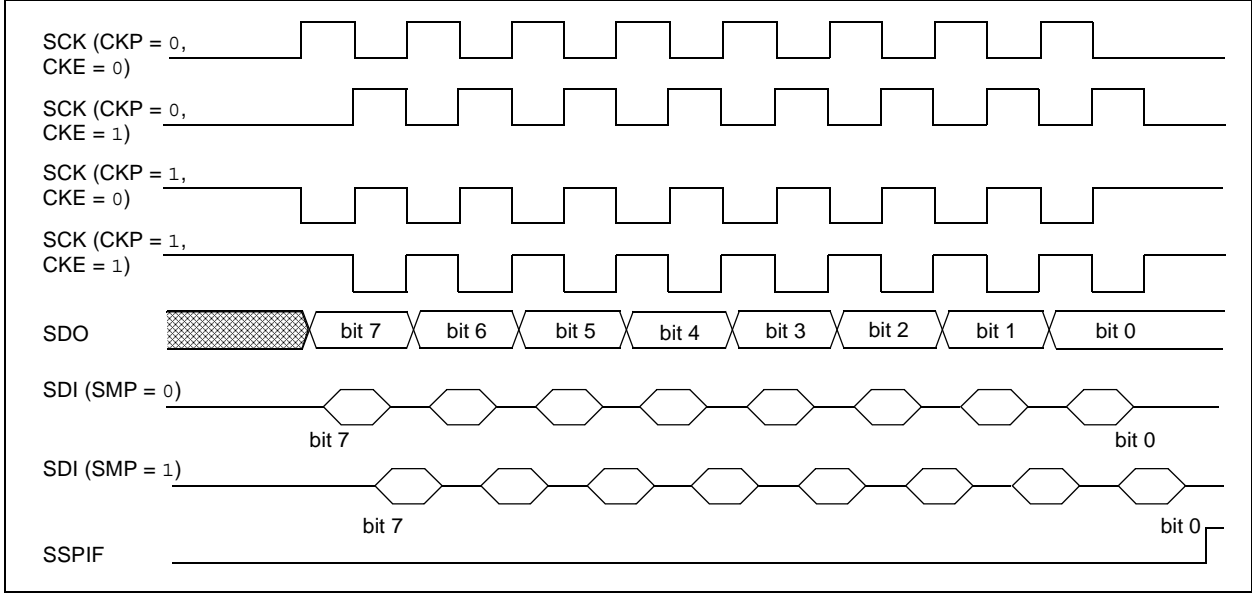 SCK (CKP = 0,
CKE = 0)
SCK (CKP = 0,
CKE = 1)
SCK (CKP = 1,
CKE = 0)
SCK (CKP = 1,
CKE = 1)
SDO bit 7 bit 6 bit 5 bit 4 bit 3 bit 2 bit 1 bit 0
SDI (SMP = 0)
bit 7 bit 0
SDI (SMP = 1)
bit 7 bit 0
SSPIF